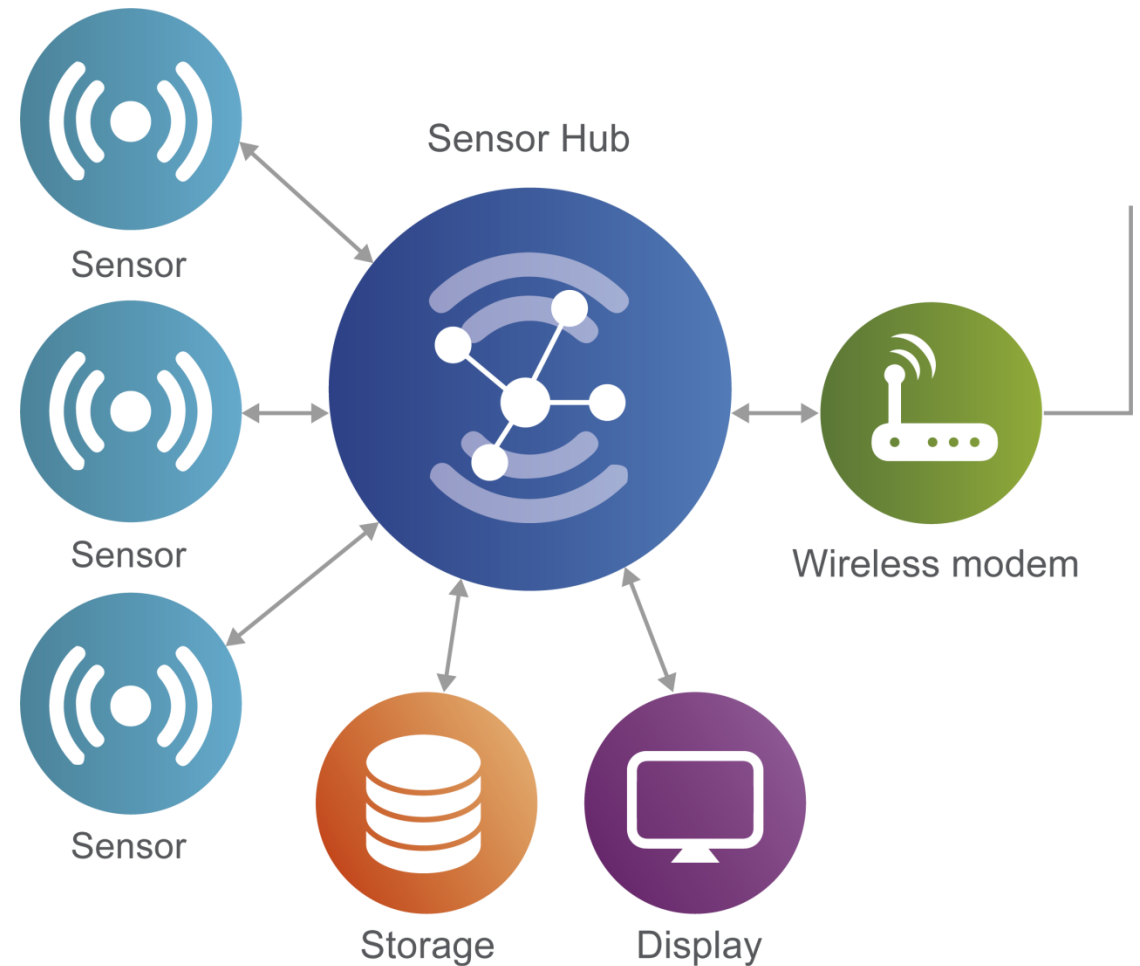 Sensor Hub
Sensor
Sensor
Wireless modem
Sensor
Storage
Display